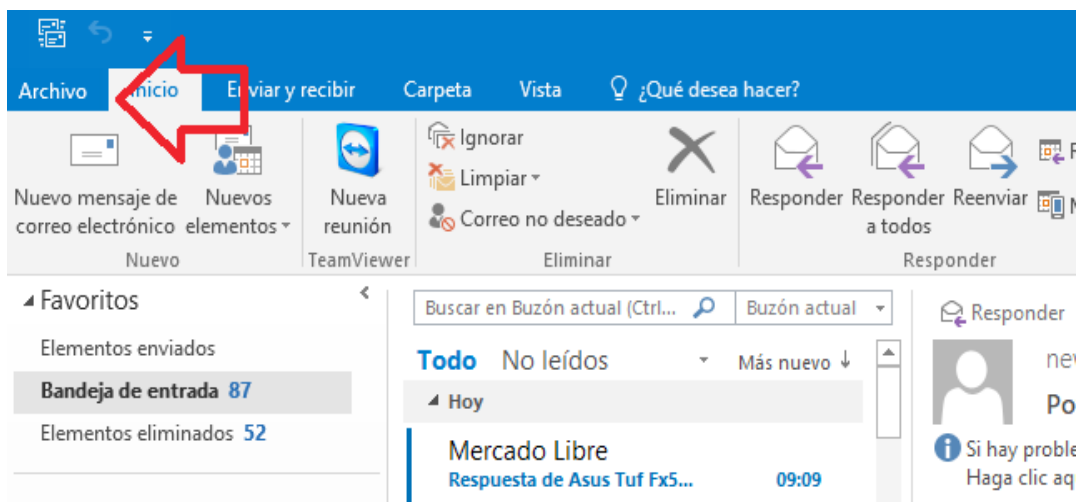 Archivo Inicio Enviar y recibir Carpeta Vista ¿Qué desea hacer?
Nuevo mensaje de
correo electrónico
Nuevos
elementos
Nuevo
Nueva
reunión
TeamViewer
Ignorar
Limpiar
Correo no deseado
Eliminar
Eliminar
Responder
Responder
a todos
Reenviar
Responder
Favoritos
Elementos enviados
Bandeja de entrada 87
Elementos eliminados 52
Buscar en Buzón actual (Ctrl... Buzón actual
Todo No leídos Más nuevo ↓
Hoy
Mercado Libre
Respuesta de Asus Tuf Fx5... 09:09
Responder
Si hay proble
Haga clic aq